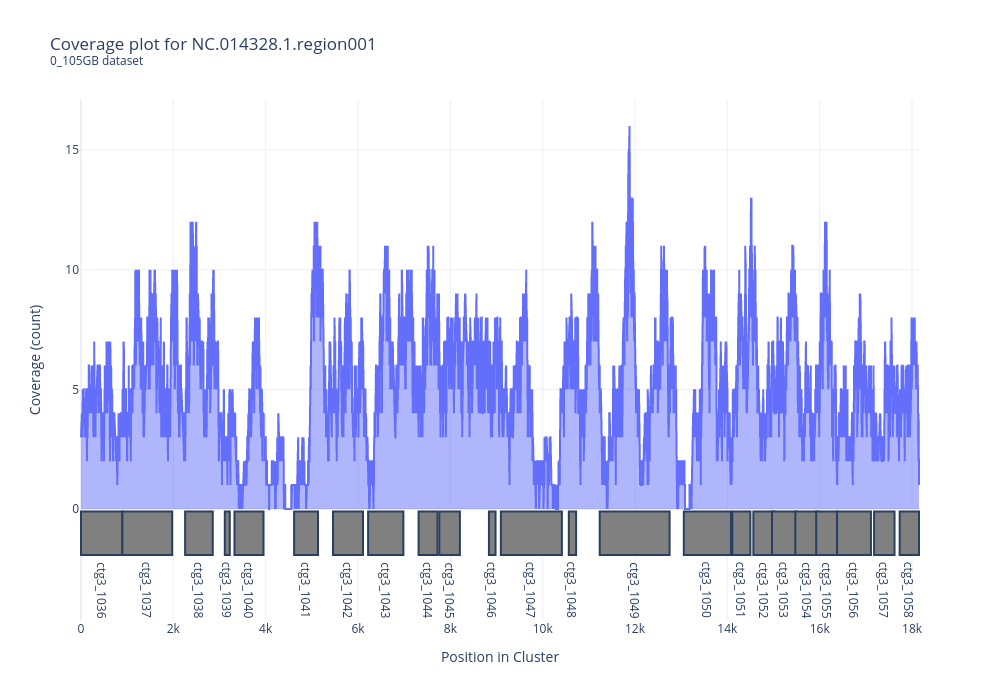 Coverage plot for NC.014328.1.region001
0_105GB dataset
Coverage (count)
15
10
5
0
ctg3_1036
ctg3_1037
ctg3_1038
ctg3_1039
ctg3_1040
ctg3_1041
ctg3_1042
ctg3_1043
ctg3_1044
ctg3_1045
ctg3_1046
ctg3_1047
ctg3_1048
ctg3_1049
ctg3_1050
ctg3_1051
ctg3_1052
ctg3_1053
ctg3_1054
ctg3_1055
ctg3_1056
ctg3_1057
ctg3_1058
0 2k 4k 6k 8k 10k 12k 14k 16k 18k
Position in Cluster